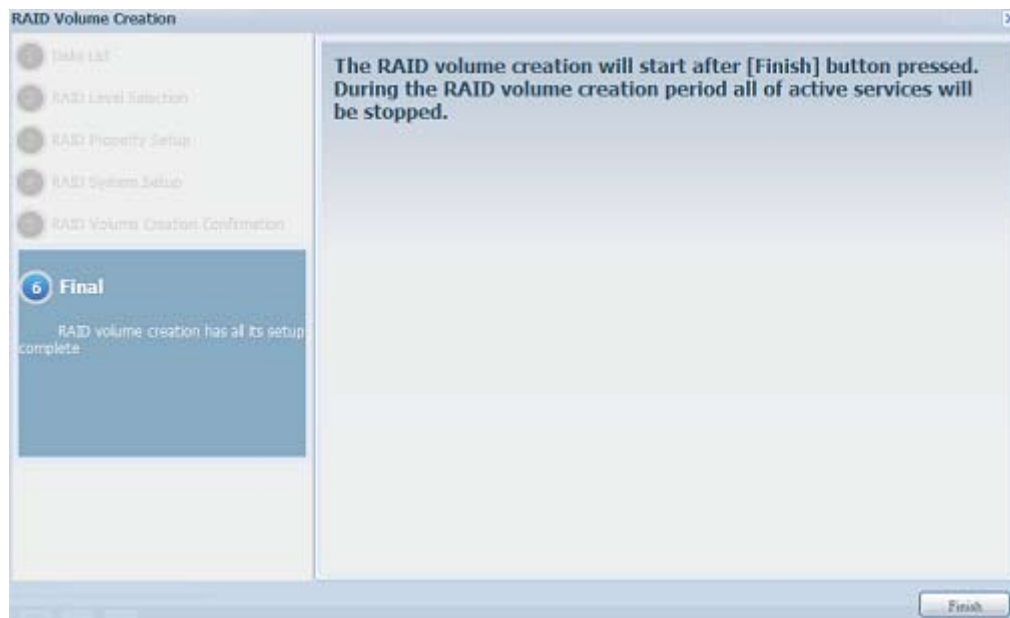 RAID Volume Creation
Disks List
RAID Level Selection
RAID Property Setup
RAID System Setup
RAID Volume Creation Confirmation
6 Final
RAID volume creation has all its setup
complete
The RAID volume creation will start after [Finish] button pressed.
During the RAID volume creation period all of active services will
be stopped.
Finish